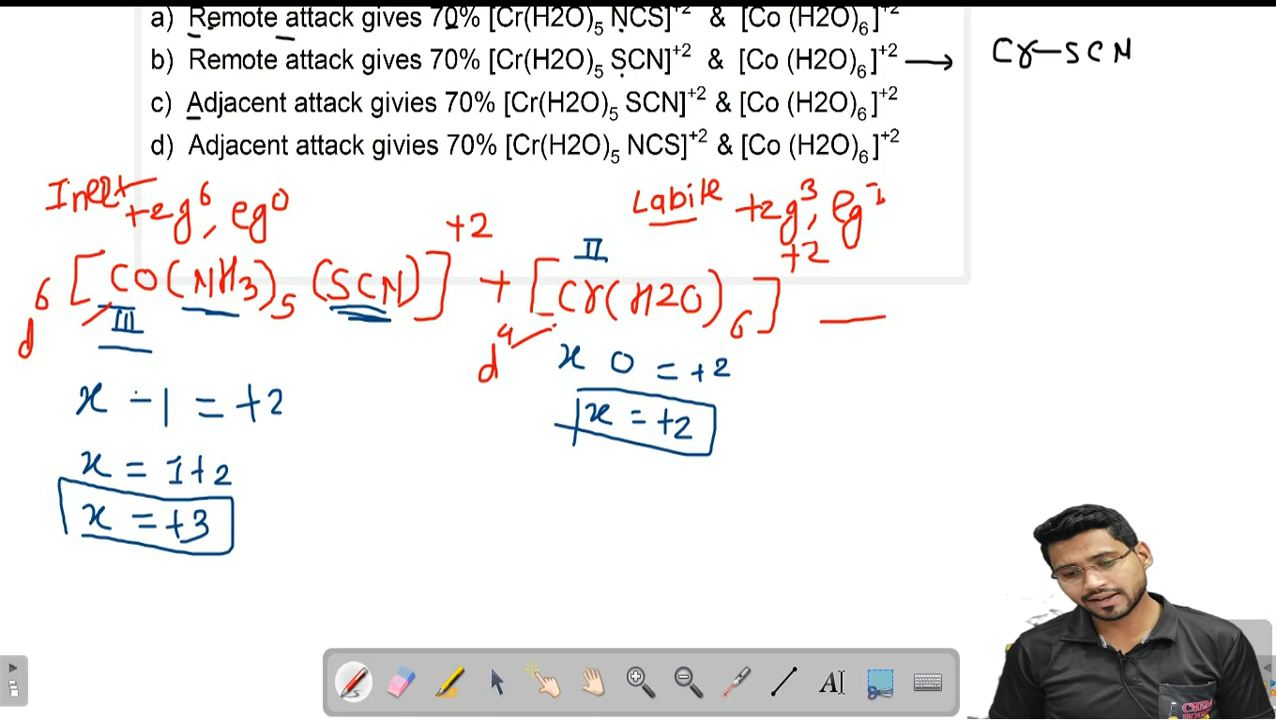 a) Remote attack gives 70% [Cr(H2O)5 NCS]+2 & [Co (H2O)6]+2
b) Remote attack gives 70% [Cr(H2O)5 SCN]+2 & [Co (H2O)6]+2 → Cr-SCN
c) Adjacent attack givies 70% [Cr(H2O)5 SCN]+2 & [Co (H2O)6]+2
d) Adjacent attack givies 70% [Cr(H2O)5 NCS]+2 & [Co (H2O)6]+2
Inert t2g6, eg0 Labile t2g3, eg1
[CO(NH3)5 (SCN)]+2 + [Cr(H2O)6]+2
III II
d6 d4
x - 1 = +2 x 0 = +2
x = 1+2 x = +2
x = +3
AI